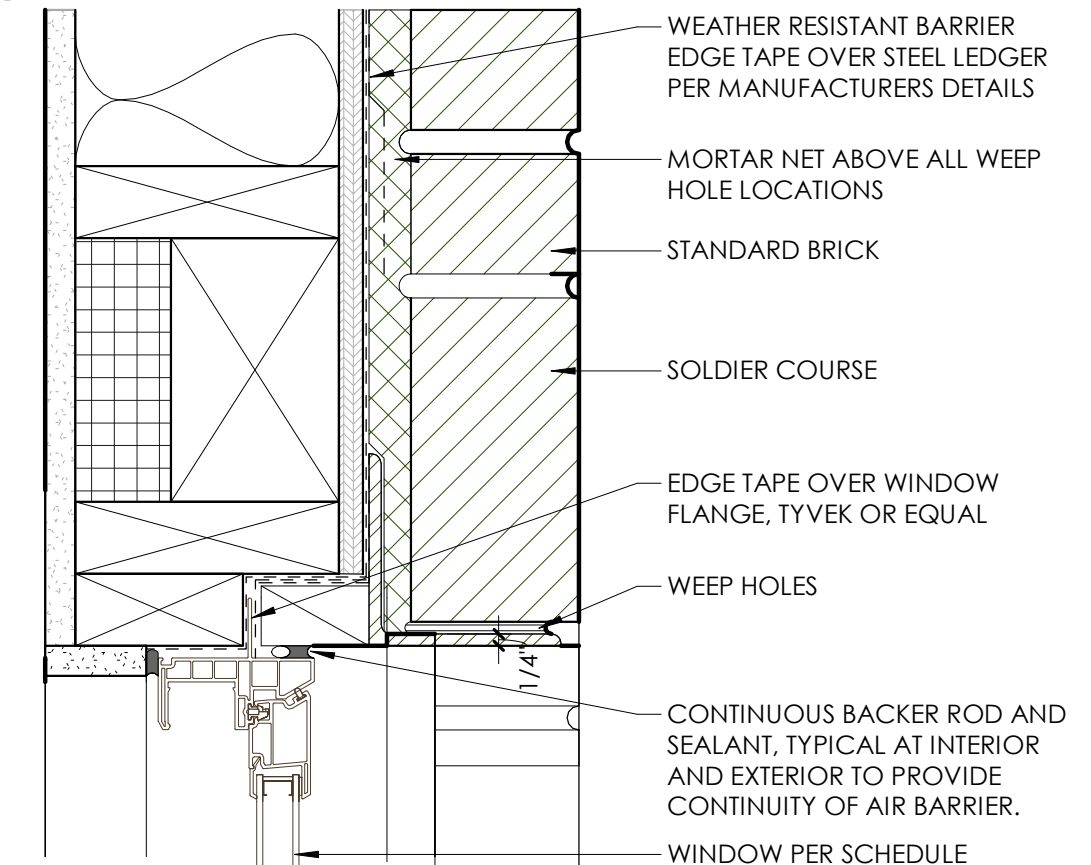 WEATHER RESISTANT BARRIER
EDGE TAPE OVER STEEL LEDGER
PER MANUFACTURERS DETAILS
MORTAR NET ABOVE ALL WEEP
HOLE LOCATIONS
STANDARD BRICK
SOLDIER COURSE
EDGE TAPE OVER WINDOW
FLANGE, TYVEK OR EQUAL
WEEP HOLES
1/4"
CONTINUOUS BACKER ROD AND
SEALANT, TYPICAL AT INTERIOR
AND EXTERIOR TO PROVIDE
CONTINUITY OF AIR BARRIER.
WINDOW PER SCHEDULE